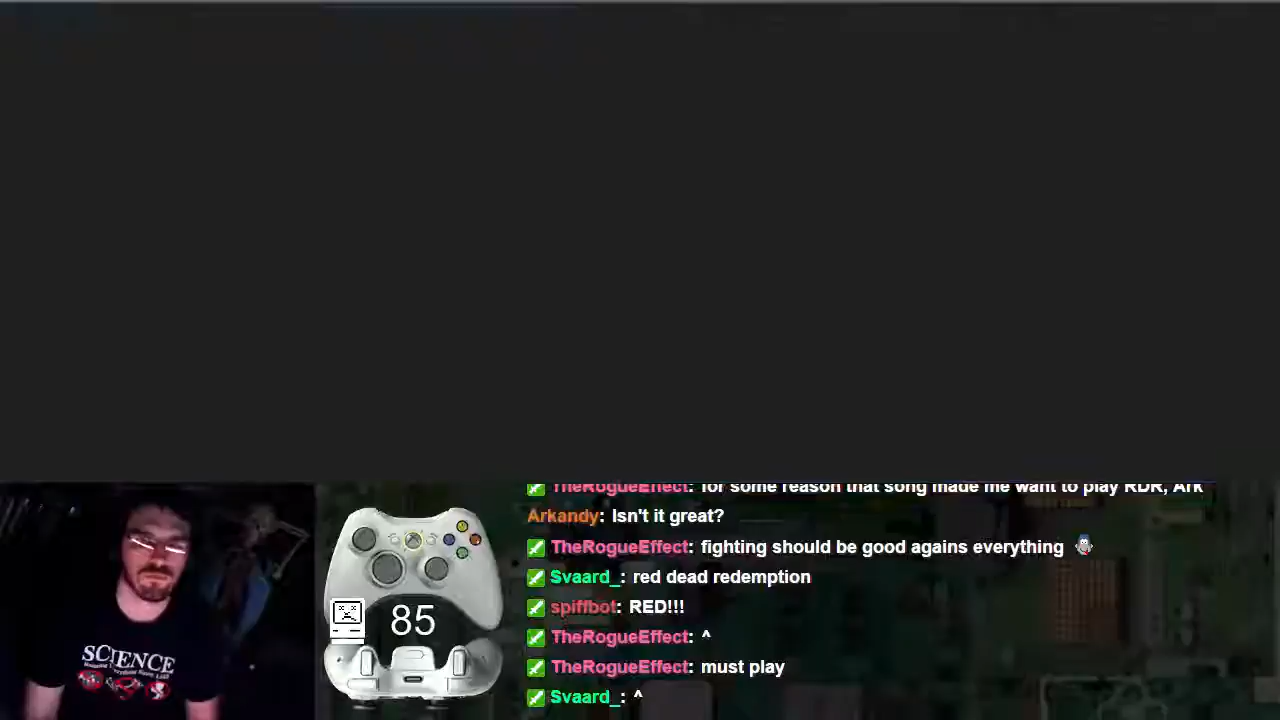 TheRogueEffect: for some reason that song made me want to play RDR, Ark
Arkandy: Isn't it great?
TheRogueEffect: fighting should be good agains everything
Svaard_: red dead redemption
spiffbot: RED!!!
TheRogueEffect: ^
TheRogueEffect: must play
Svaard_: ^
85
SCIENCE